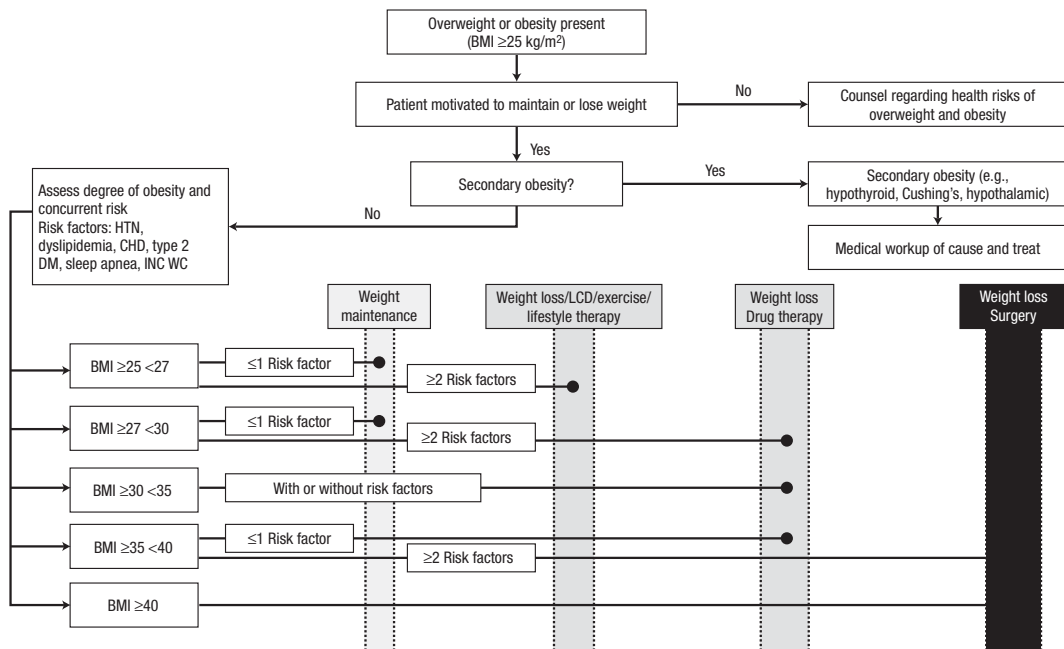 Overweight or obesity present
(BMI ≥25 kg/m²)
Patient motivated to maintain or lose weight
No
Counsel regarding health risks of
overweight and obesity
Yes
Secondary obesity?
Yes
Secondary obesity (e.g.,
hypothyroid, Cushing's, hypothalamic)
Medical workup of cause and treat
No
Assess degree of obesity and
concurrent risk
Risk factors: HTN,
dyslipidemia, CHD, type 2
DM, sleep apnea, INC WC
Weight
maintenance
Weight loss/LCD/exercise/
lifestyle therapy
Weight loss
Drug therapy
Weight loss
Surgery
BMI ≥25 <27
≤1 Risk factor
≥2 Risk factors
BMI ≥27 <30
≤1 Risk factor
≥2 Risk factors
BMI ≥30 <35
With or without risk factors
BMI ≥35 <40
≤1 Risk factor
≥2 Risk factors
BMI ≥40